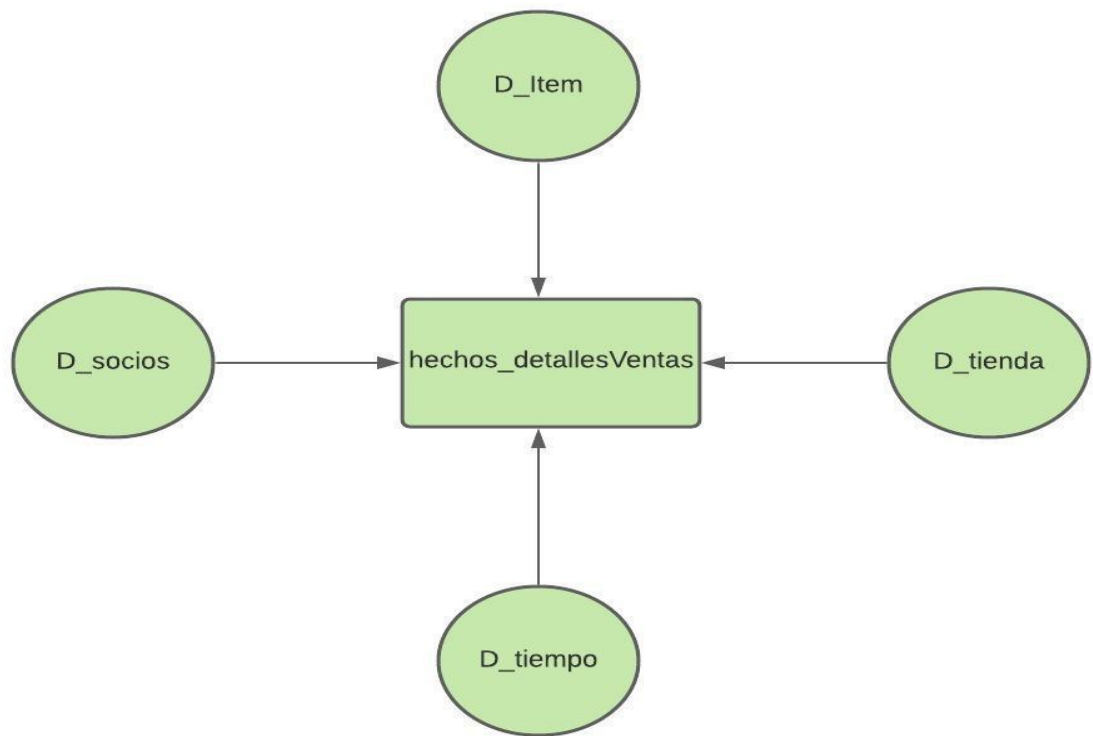 D_Item
D_socios
hechos_detallesVentas
D_tienda
D_tiempo